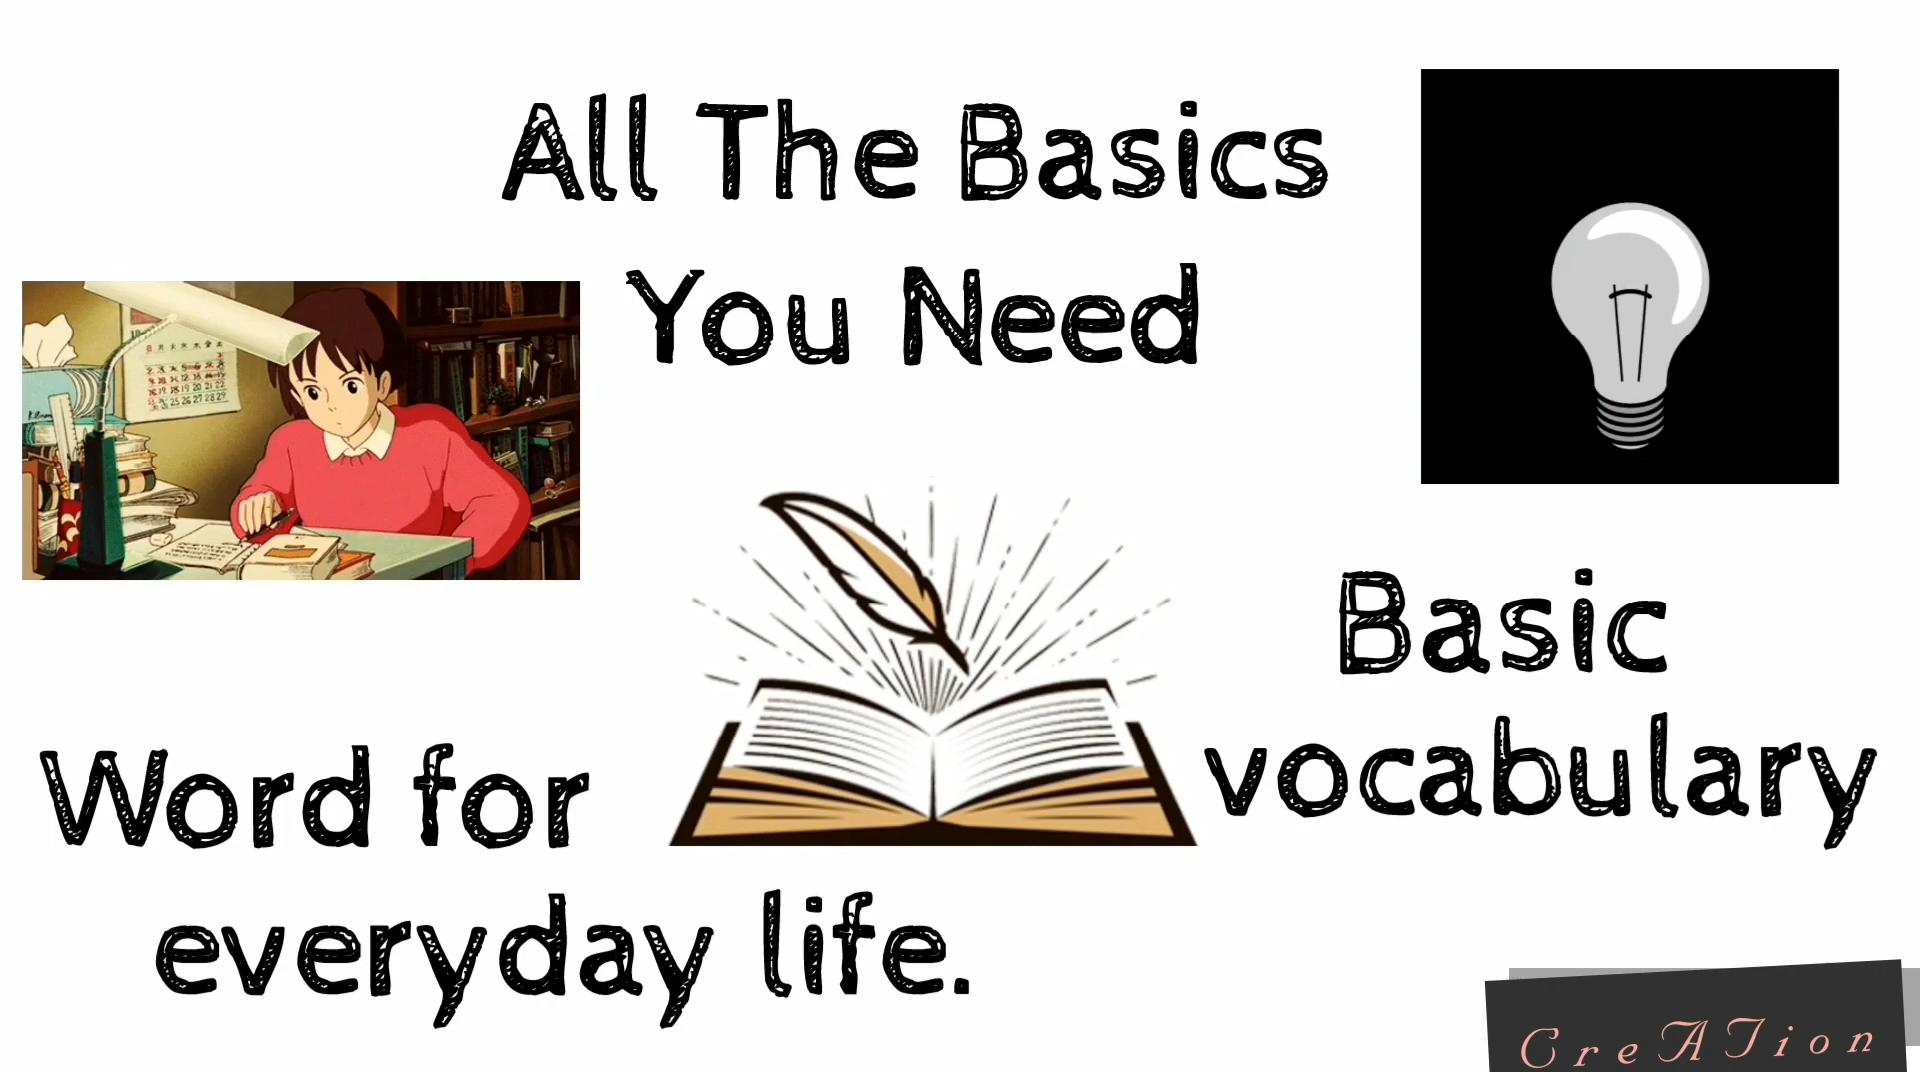 All The Basics
You Need
Basic
vocabulary
Word for
everyday life.
CreATion